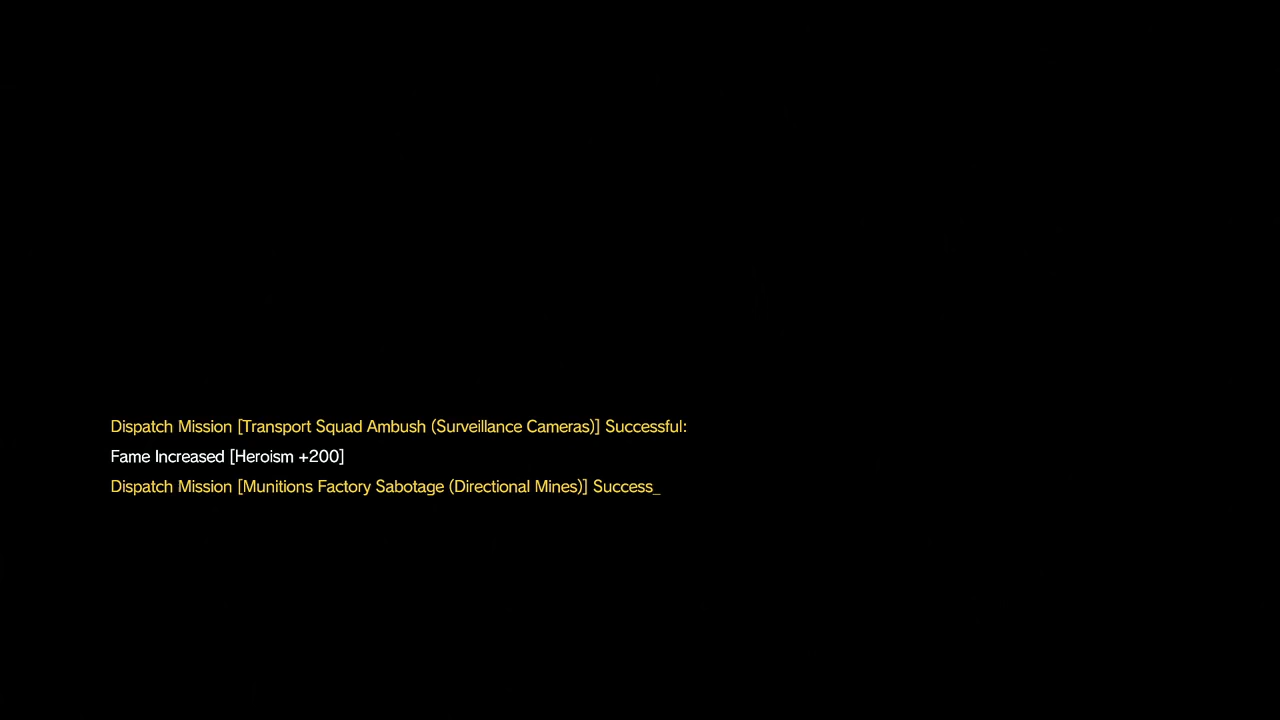 Dispatch Mission [Transport Squad Ambush (Surveillance Cameras)] Successful:
Fame Increased [Heroism +200]
Dispatch Mission [Munitions Factory Sabotage (Directional Mines)] Success_